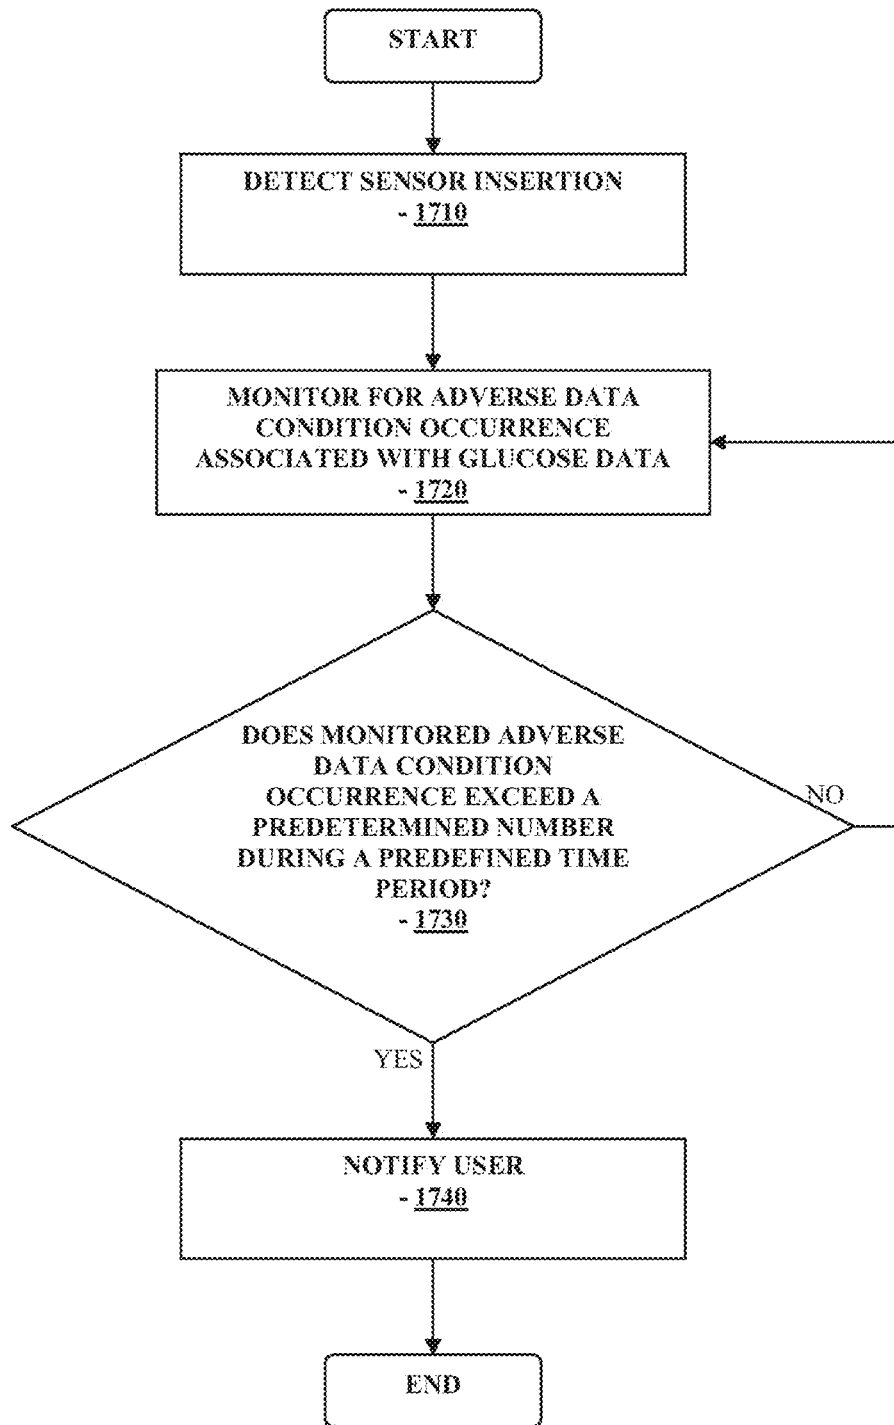 START
DETECT SENSOR INSERTION
- 1710
MONITOR FOR ADVERSE DATA
CONDITION OCCURRENCE
ASSOCIATED WITH GLUCOSE DATA
- 1720
DOES MONITORED ADVERSE
DATA CONDITION
OCCURRENCE EXCEED A
PREDETERMINED NUMBER
DURING A PREDEFINED TIME
PERIOD?
- 1730
NO
YES
NOTIFY USER
- 1740
END